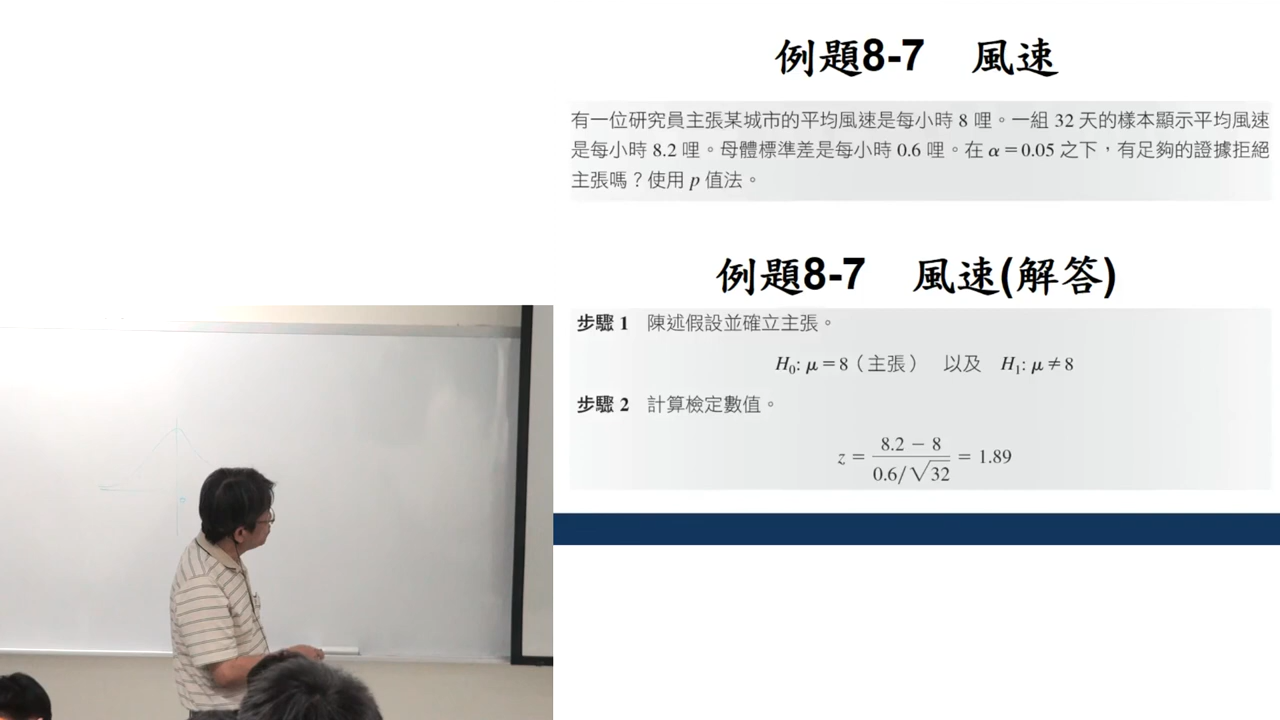 例題8-7 風速
有一位研究員主張某城市的平均風速是每小時 8 哩。一組 32 天的樣本顯示平均風速
是每小時 8.2 哩。母體標準差是每小時 0.6 哩。在 α = 0.05 之下，有足夠的證據拒絕
主張嗎？使用 p 值法。
例題8-7 風速(解答)
步驟 1 陳述假設並確立主張。
H₀: μ = 8（主張） 以及 H₁: μ ≠ 8
步驟 2 計算檢定數值。
z = (8.2 − 8) / (0.6/√32) = 1.89